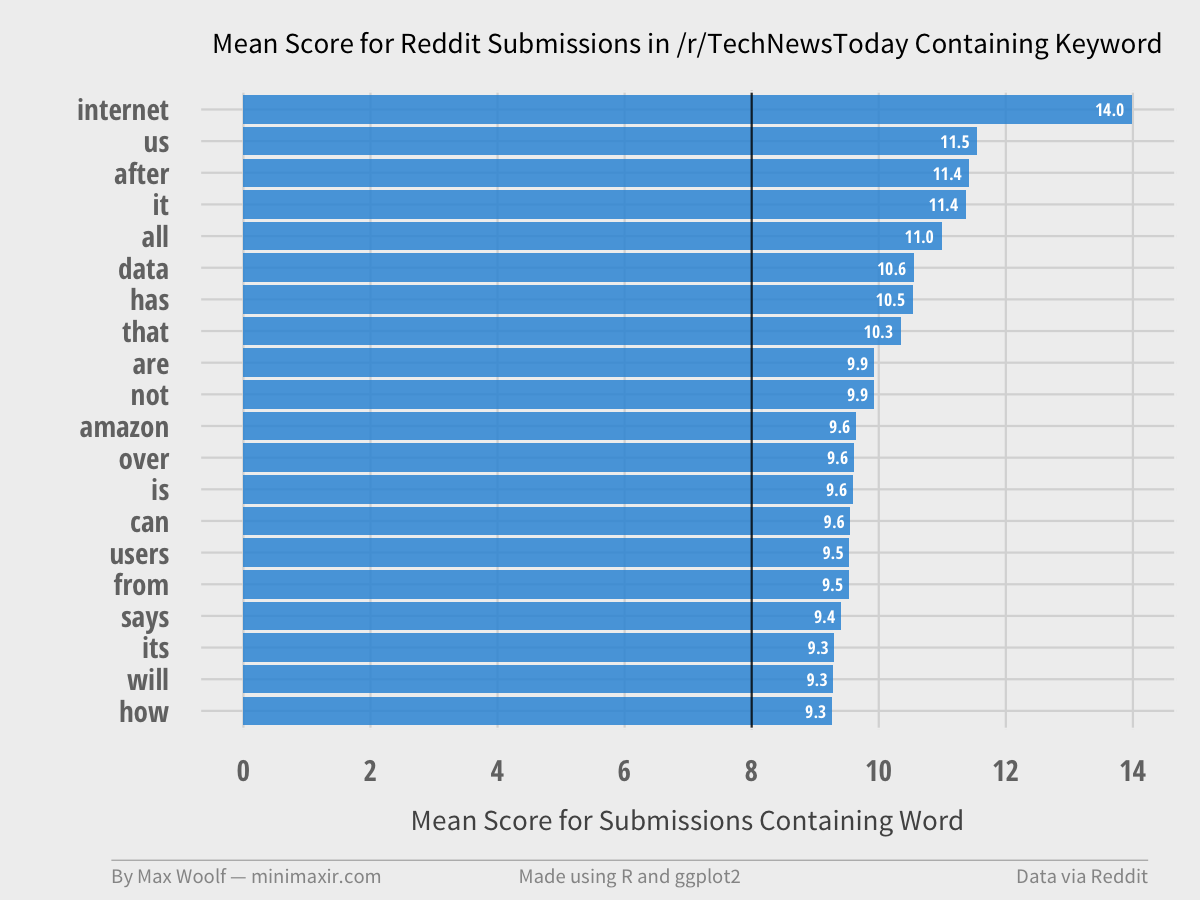 Mean Score for Reddit Submissions in /r/TechNewsToday Containing Keyword
internet 14.0
us 11.5
after 11.4
it 11.4
all 11.0
data 10.6
has 10.5
that 10.3
are 9.9
not 9.9
amazon 9.6
over 9.6
is 9.6
can 9.6
users 9.5
from 9.5
says 9.4
its 9.3
will 9.3
how 9.3
0 2 4 6 8 10 12 14
Mean Score for Submissions Containing Word
By Max Woolf — minimaxir.com Made using R and ggplot2 Data via Reddit